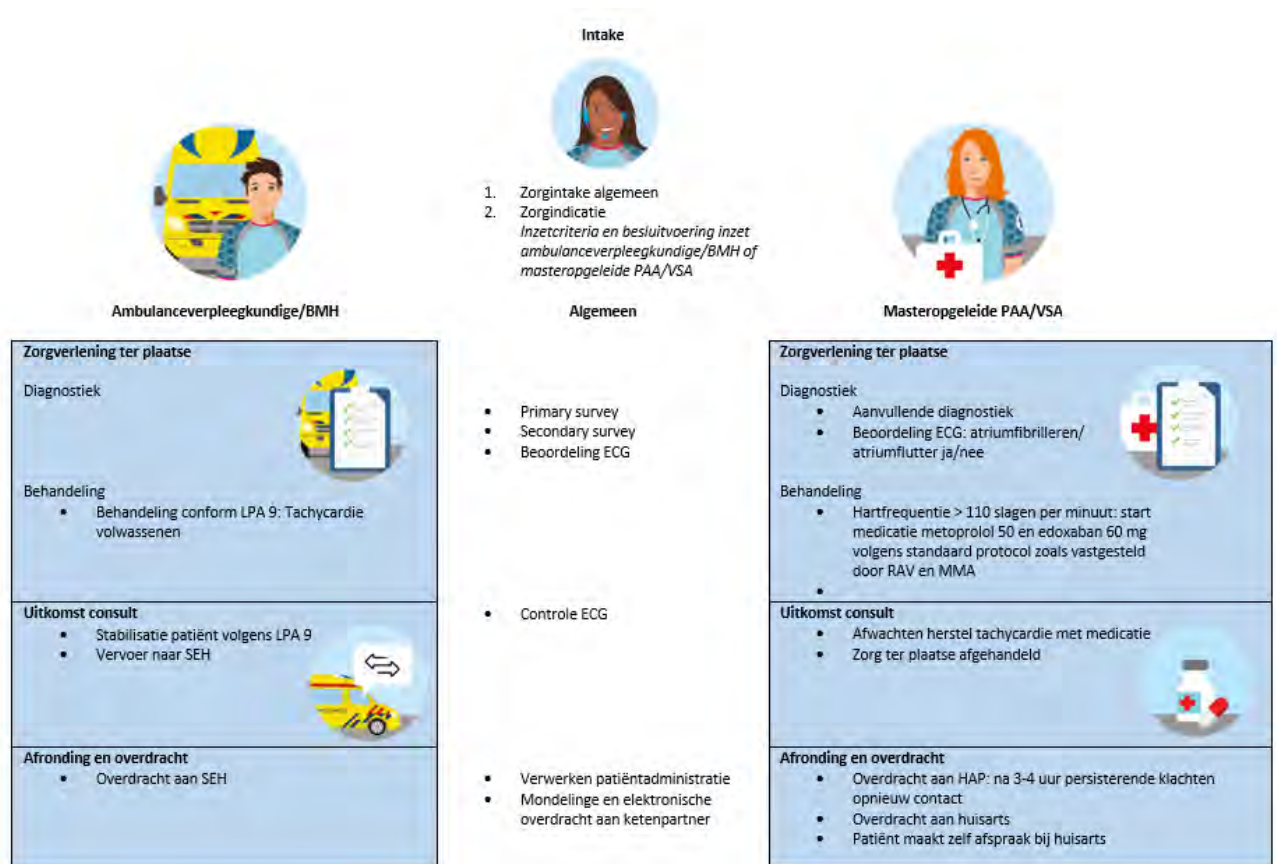 Intake
1. Zorgintake algemeen
2. Zorgindicatie
Inzetcriteria en besluitvoering inzet
ambulanceverpleegkundige/BMH of
masteropgeleide PAA/VSA
Ambulanceverpleegkundige/BMH
Algemeen
Masteropgeleide PAA/VSA
Zorgverlening ter plaatse
Diagnostiek
Behandeling
• Behandeling conform LPA 9: Tachycardie
volwassenen
• Primary survey
• Secondary survey
• Beoordeling ECG
Zorgverlening ter plaatse
Diagnostiek
• Aanvullende diagnostiek
• Beoordeling ECG: atriumfibrilleren/
atriumflutter ja/nee
Behandeling
• Hartfrequentie > 110 slagen per minuut: start
medicatie metoprolol 50 en edoxaban 60 mg
volgens standaard protocol zoals vastgesteld
door RAV en MMA
•
Uitkomst consult
• Stabilisatie patiënt volgens LPA 9
• Vervoer naar SEH
• Controle ECG
Uitkomst consult
• Afwachten herstel tachycardie met medicatie
• Zorg ter plaatse afgehandeld
Afronding en overdracht
• Overdracht aan SEH
• Verwerken patiëntadministratie
• Mondelinge en elektronische
overdracht aan ketenpartner
Afronding en overdracht
• Overdracht aan HAP: na 3-4 uur persisterende klachten
opnieuw contact
• Overdracht aan huisarts
• Patiënt maakt zelf afspraak bij huisarts